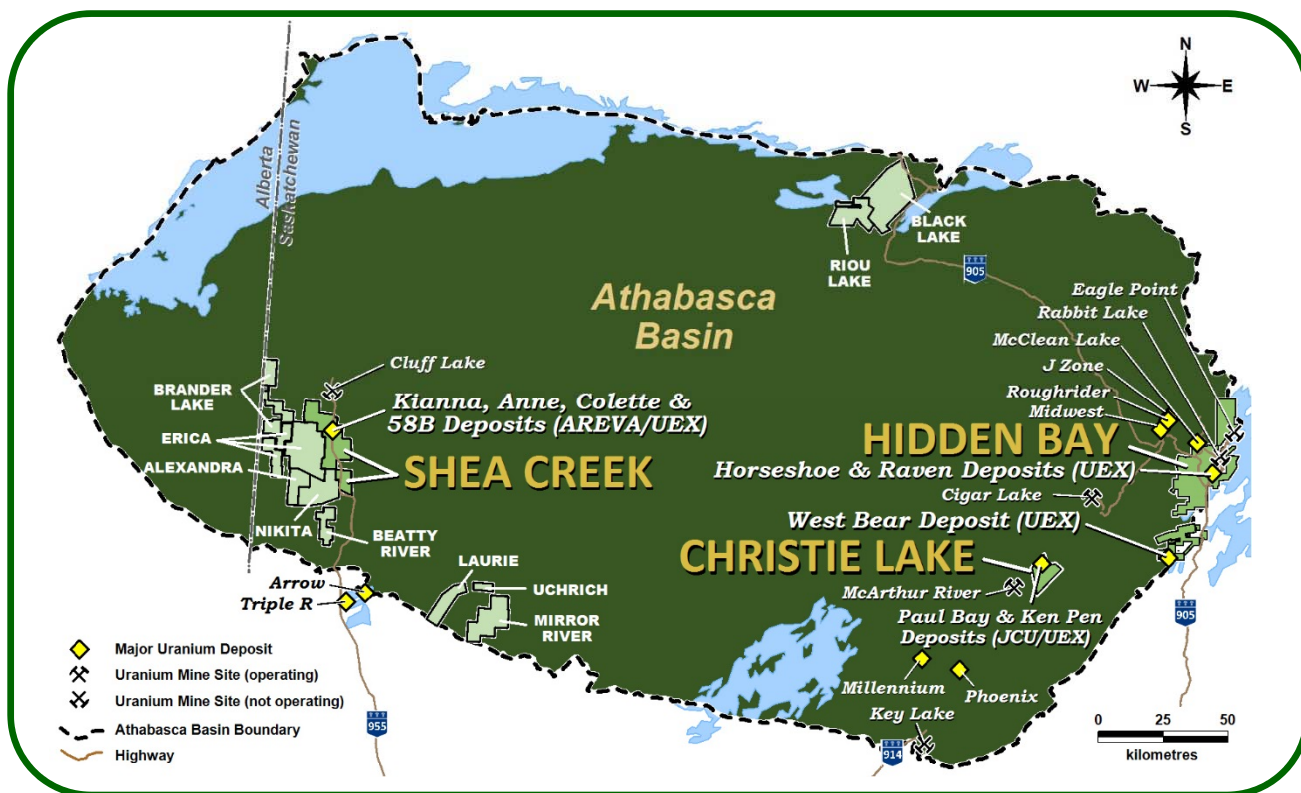 N
W
E
S
Alberta
Saskatchewan
BLACK
LAKE
RIOU
LAKE
905
Athabasca
Basin
Eagle Point
Rabbit Lake
McClean Lake
J Zone
Roughrider
Midwest
Cluff Lake
BRANDER
LAKE
Kianna, Anne, Colette &
58B Deposits (AREVA/UEX)
ERICA
ALEXANDRA
SHEA CREEK
HIDDEN BAY
Horseshoe & Raven Deposits (UEX)
Cigar Lake
NIKITA
West Bear Deposit (UEX)
BEATTY
RIVER
CHRISTIE LAKE
LAURIE
UCHRICH
Arrow
Triple R
McArthur River
MIRROR
RIVER
Paul Bay & Ken Pen
Deposits (JCU/UEX)
905
Major Uranium Deposit
Uranium Mine Site (operating)
Uranium Mine Site (not operating)
Athabasca Basin Boundary
Highway
Millennium
Phoenix
Key Lake
955
914
0 25 50
kilometres